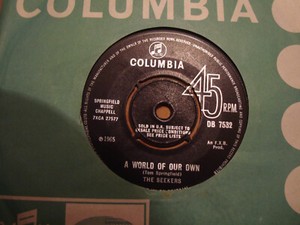 COLUMBIA
COLUMBIA
45
RPM
SPRINGFIELD
MUSIC
CHAPPELL
7XCA 27577
SOLD IN U.K. SUBJECT TO
RESALE PRICE CONDITIONS
SEE PRICE LISTS
DB 7532
℗1965
A WORLD OF OUR OWN
(Tom Springfield)
THE SEEKERS